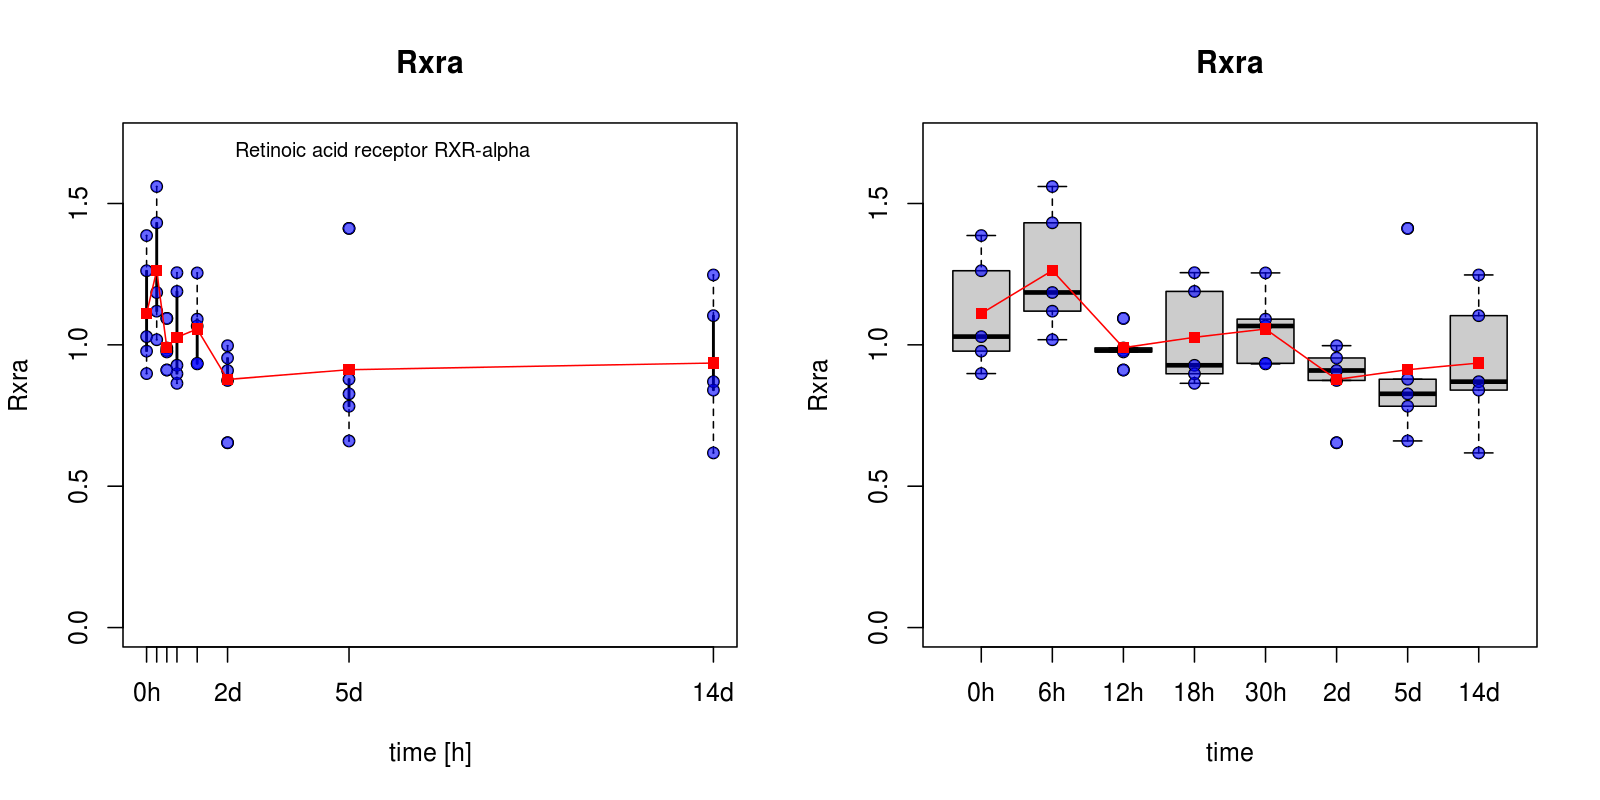 Rxra
Retinoic acid receptor RXR-alpha
Rxra
1.5
1.0
0.5
0.0
0h 2d 5d 14d
time [h]
Rxra
Rxra
1.5
1.0
0.5
0.0
0h 6h 12h 18h 30h 2d 5d 14d
time